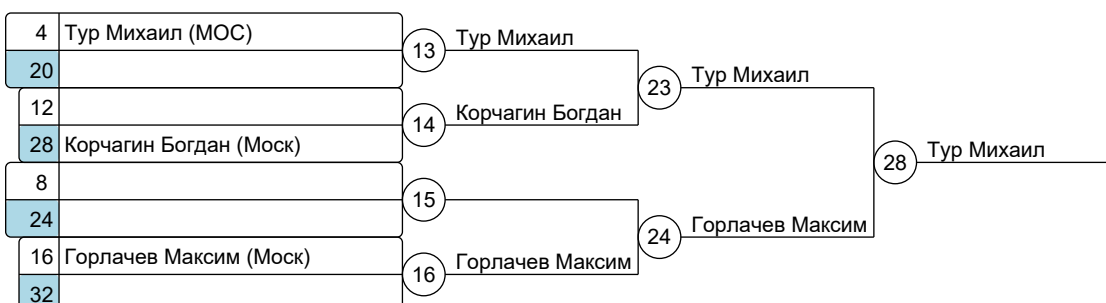 4 Тур Михаил (МОС)
13 Тур Михаил
20
23 Тур Михаил
12
14 Корчагин Богдан
28 Корчагин Богдан (Моск)
28 Тур Михаил
8
15
24
24 Горлачев Максим
16 Горлачев Максим (Моск)
16 Горлачев Максим
32